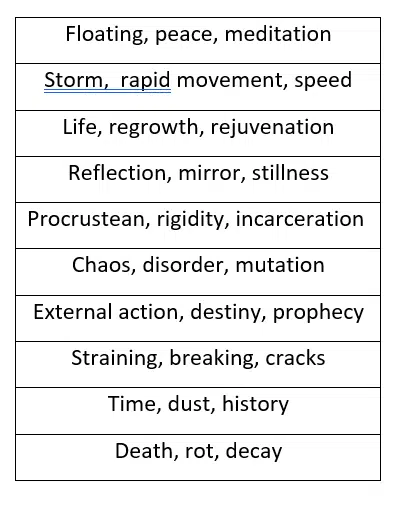 Floating, peace, meditation
Storm,  rapid movement, speed
Life, regrowth, rejuvenation
Reflection, mirror, stillness
Procrustean, rigidity, incarceration
Chaos, disorder, mutation
External action, destiny, prophecy
Straining, breaking, cracks
Time, dust, history
Death, rot, decay